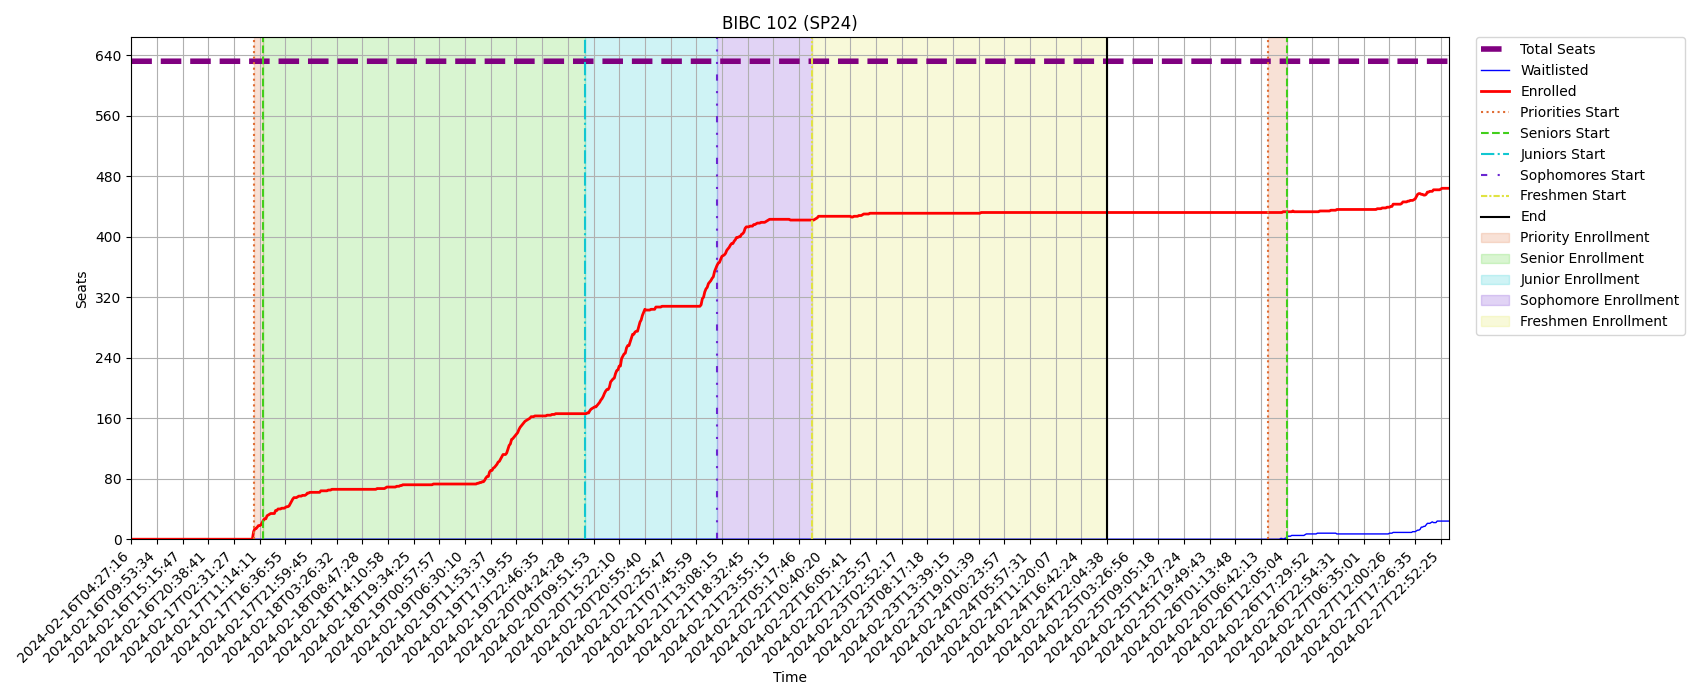 BIBC 102 (SP24)
640
560
480
400
320
240
160
80
0
Seats
2024-02-16T04:27:16
2024-02-16T09:53:34
2024-02-16T15:15:47
2024-02-16T20:38:41
2024-02-17T02:31:27
2024-02-17T11:14:11
2024-02-17T16:36:55
2024-02-17T21:59:45
2024-02-18T03:26:32
2024-02-18T08:47:28
2024-02-18T14:10:58
2024-02-18T19:34:25
2024-02-19T00:57:57
2024-02-19T06:30:10
2024-02-19T11:53:37
2024-02-19T17:19:55
2024-02-19T22:46:35
2024-02-20T04:24:28
2024-02-20T09:51:53
2024-02-20T15:22:10
2024-02-20T20:55:40
2024-02-21T02:25:47
2024-02-21T07:45:59
2024-02-21T13:08:15
2024-02-21T18:32:45
2024-02-21T23:55:15
2024-02-22T05:17:46
2024-02-22T10:40:20
2024-02-22T16:05:41
2024-02-22T21:25:57
2024-02-23T02:52:17
2024-02-23T08:17:18
2024-02-23T13:39:15
2024-02-23T19:01:39
2024-02-24T00:23:57
2024-02-24T05:57:31
2024-02-24T11:20:07
2024-02-24T16:42:24
2024-02-24T22:04:38
2024-02-25T03:26:56
2024-02-25T09:05:18
2024-02-25T14:27:24
2024-02-25T19:49:43
2024-02-26T01:13:48
2024-02-26T06:42:13
2024-02-26T12:05:04
2024-02-26T17:29:52
2024-02-26T22:54:31
2024-02-27T06:35:01
2024-02-27T12:00:26
2024-02-27T17:26:35
2024-02-27T22:52:25
Time
Total Seats
Waitlisted
Enrolled
Priorities Start
Seniors Start
Juniors Start
Sophomores Start
Freshmen Start
End
Priority Enrollment
Senior Enrollment
Junior Enrollment
Sophomore Enrollment
Freshmen Enrollment